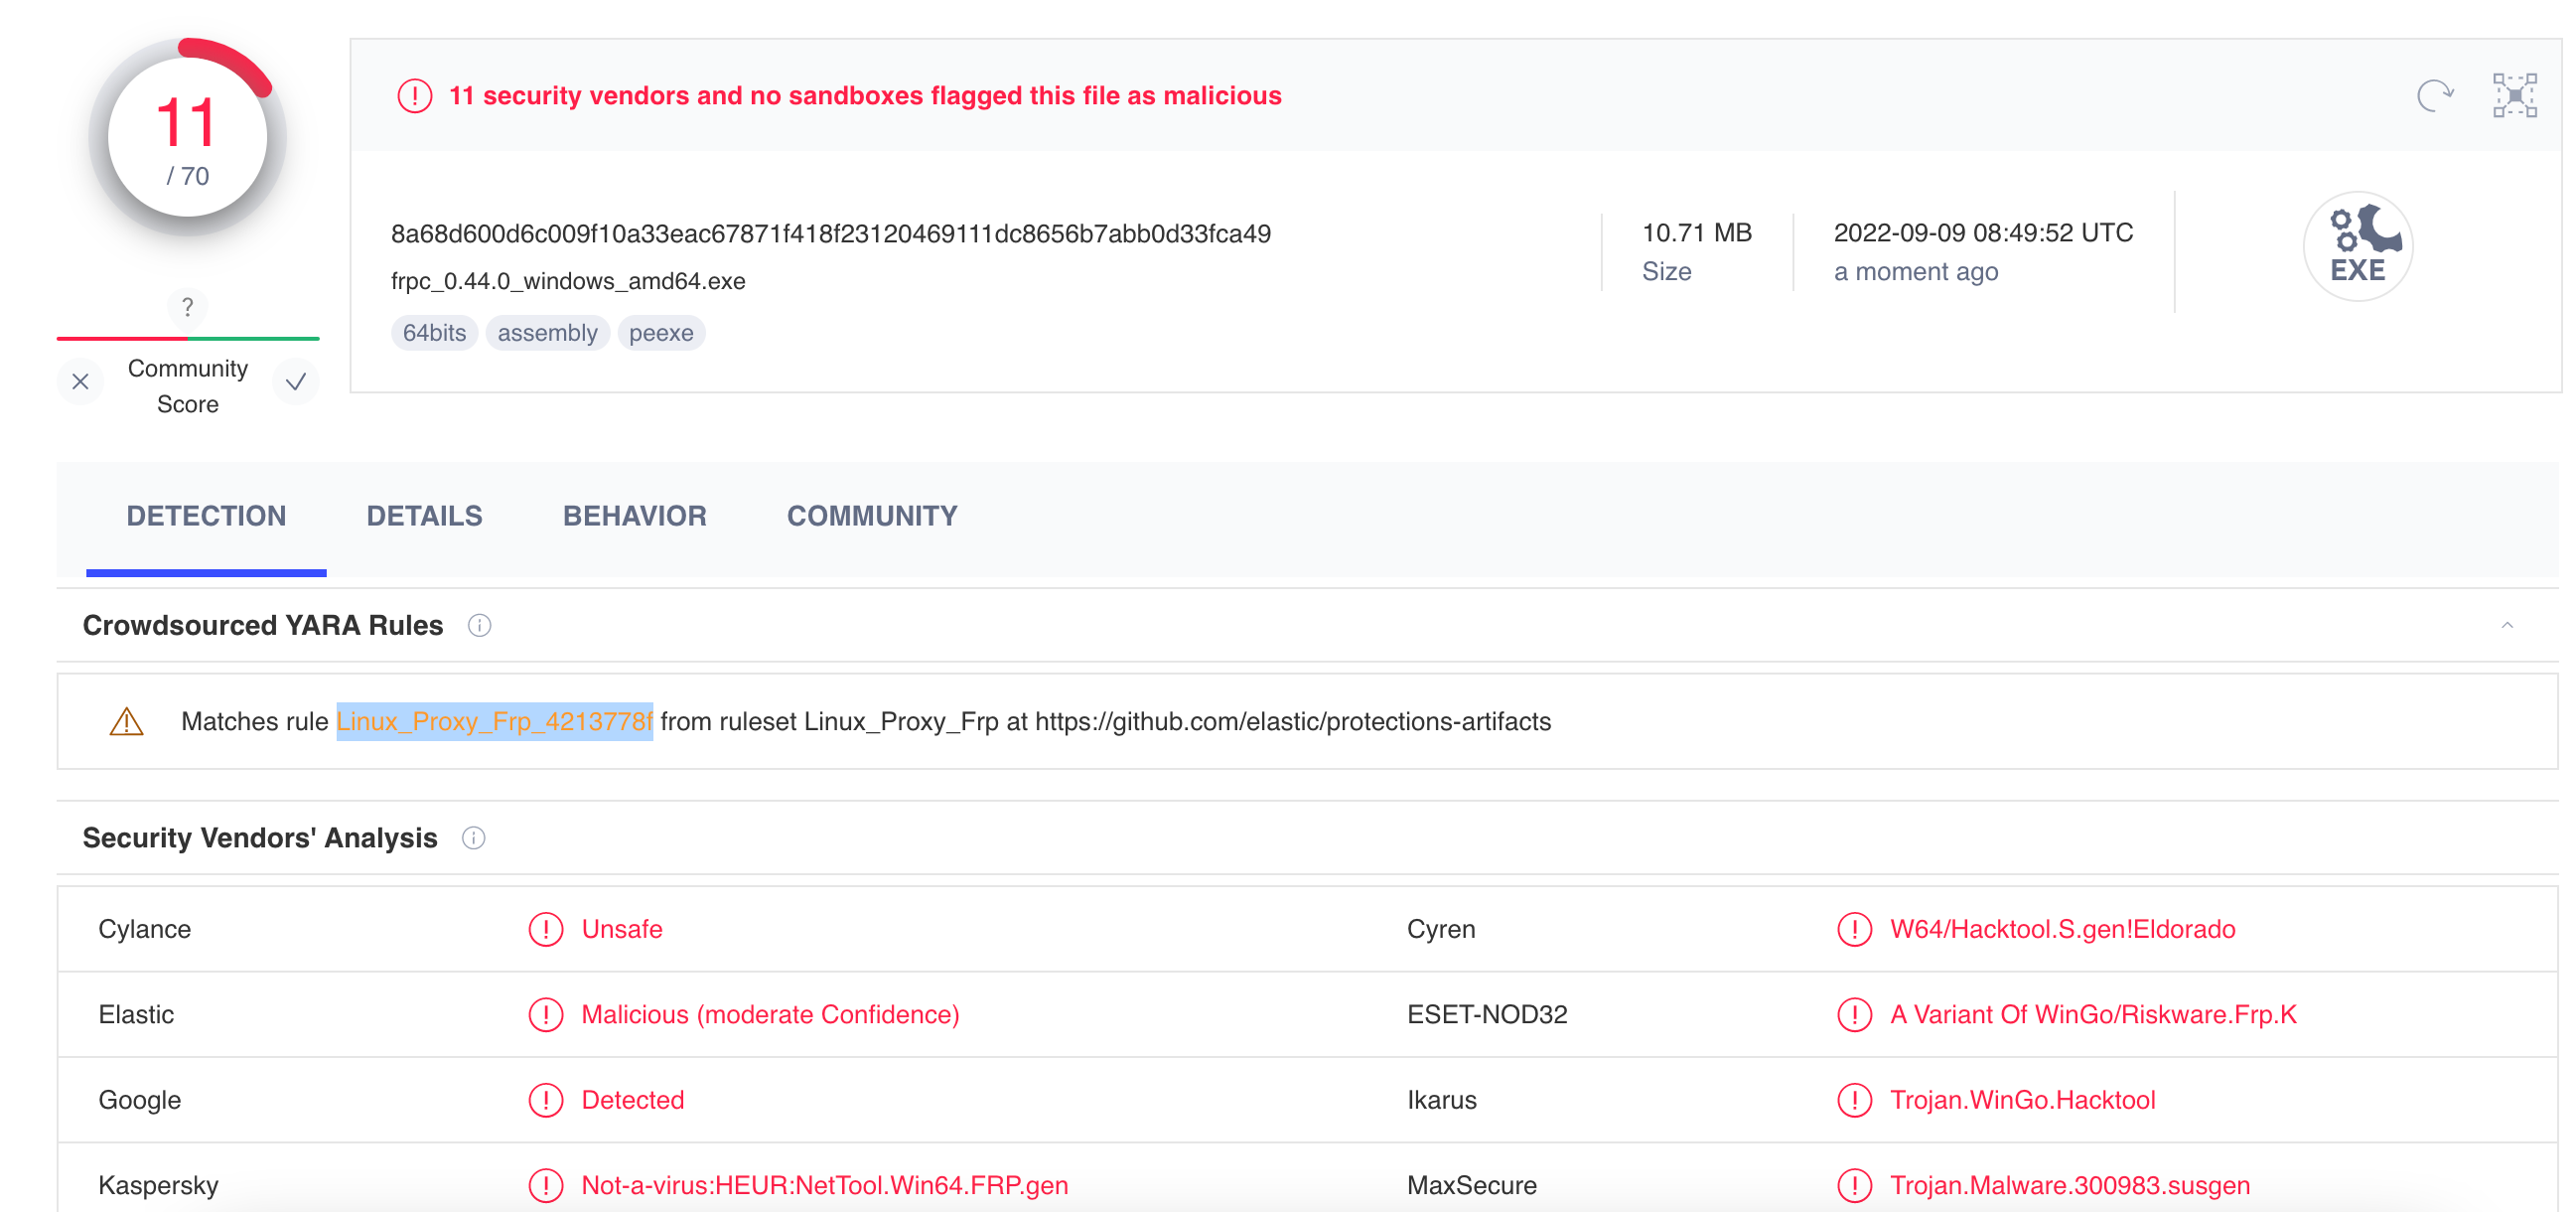 11
/ 70
?
Community
Score
11 security vendors and no sandboxes flagged this file as malicious
8a68d600d6c009f10a33eac67871f418f23120469111dc8656b7abb0d33fca49
frpc_0.44.0_windows_amd64.exe
64bits assembly peexe
10.71 MB
Size
2022-09-09 08:49:52 UTC
a moment ago
EXE
DETECTION DETAILS BEHAVIOR COMMUNITY
Crowdsourced YARA Rules
Matches rule Linux_Proxy_Frp_4213778f from ruleset Linux_Proxy_Frp at https://github.com/elastic/protections-artifacts
Security Vendors' Analysis
Cylance Unsafe Cyren W64/Hacktool.S.gen!Eldorado
Elastic Malicious (moderate Confidence) ESET-NOD32 A Variant Of WinGo/Riskware.Frp.K
Google Detected Ikarus Trojan.WinGo.Hacktool
Kaspersky Not-a-virus:HEUR:NetTool.Win64.FRP.gen MaxSecure Trojan.Malware.300983.susgen